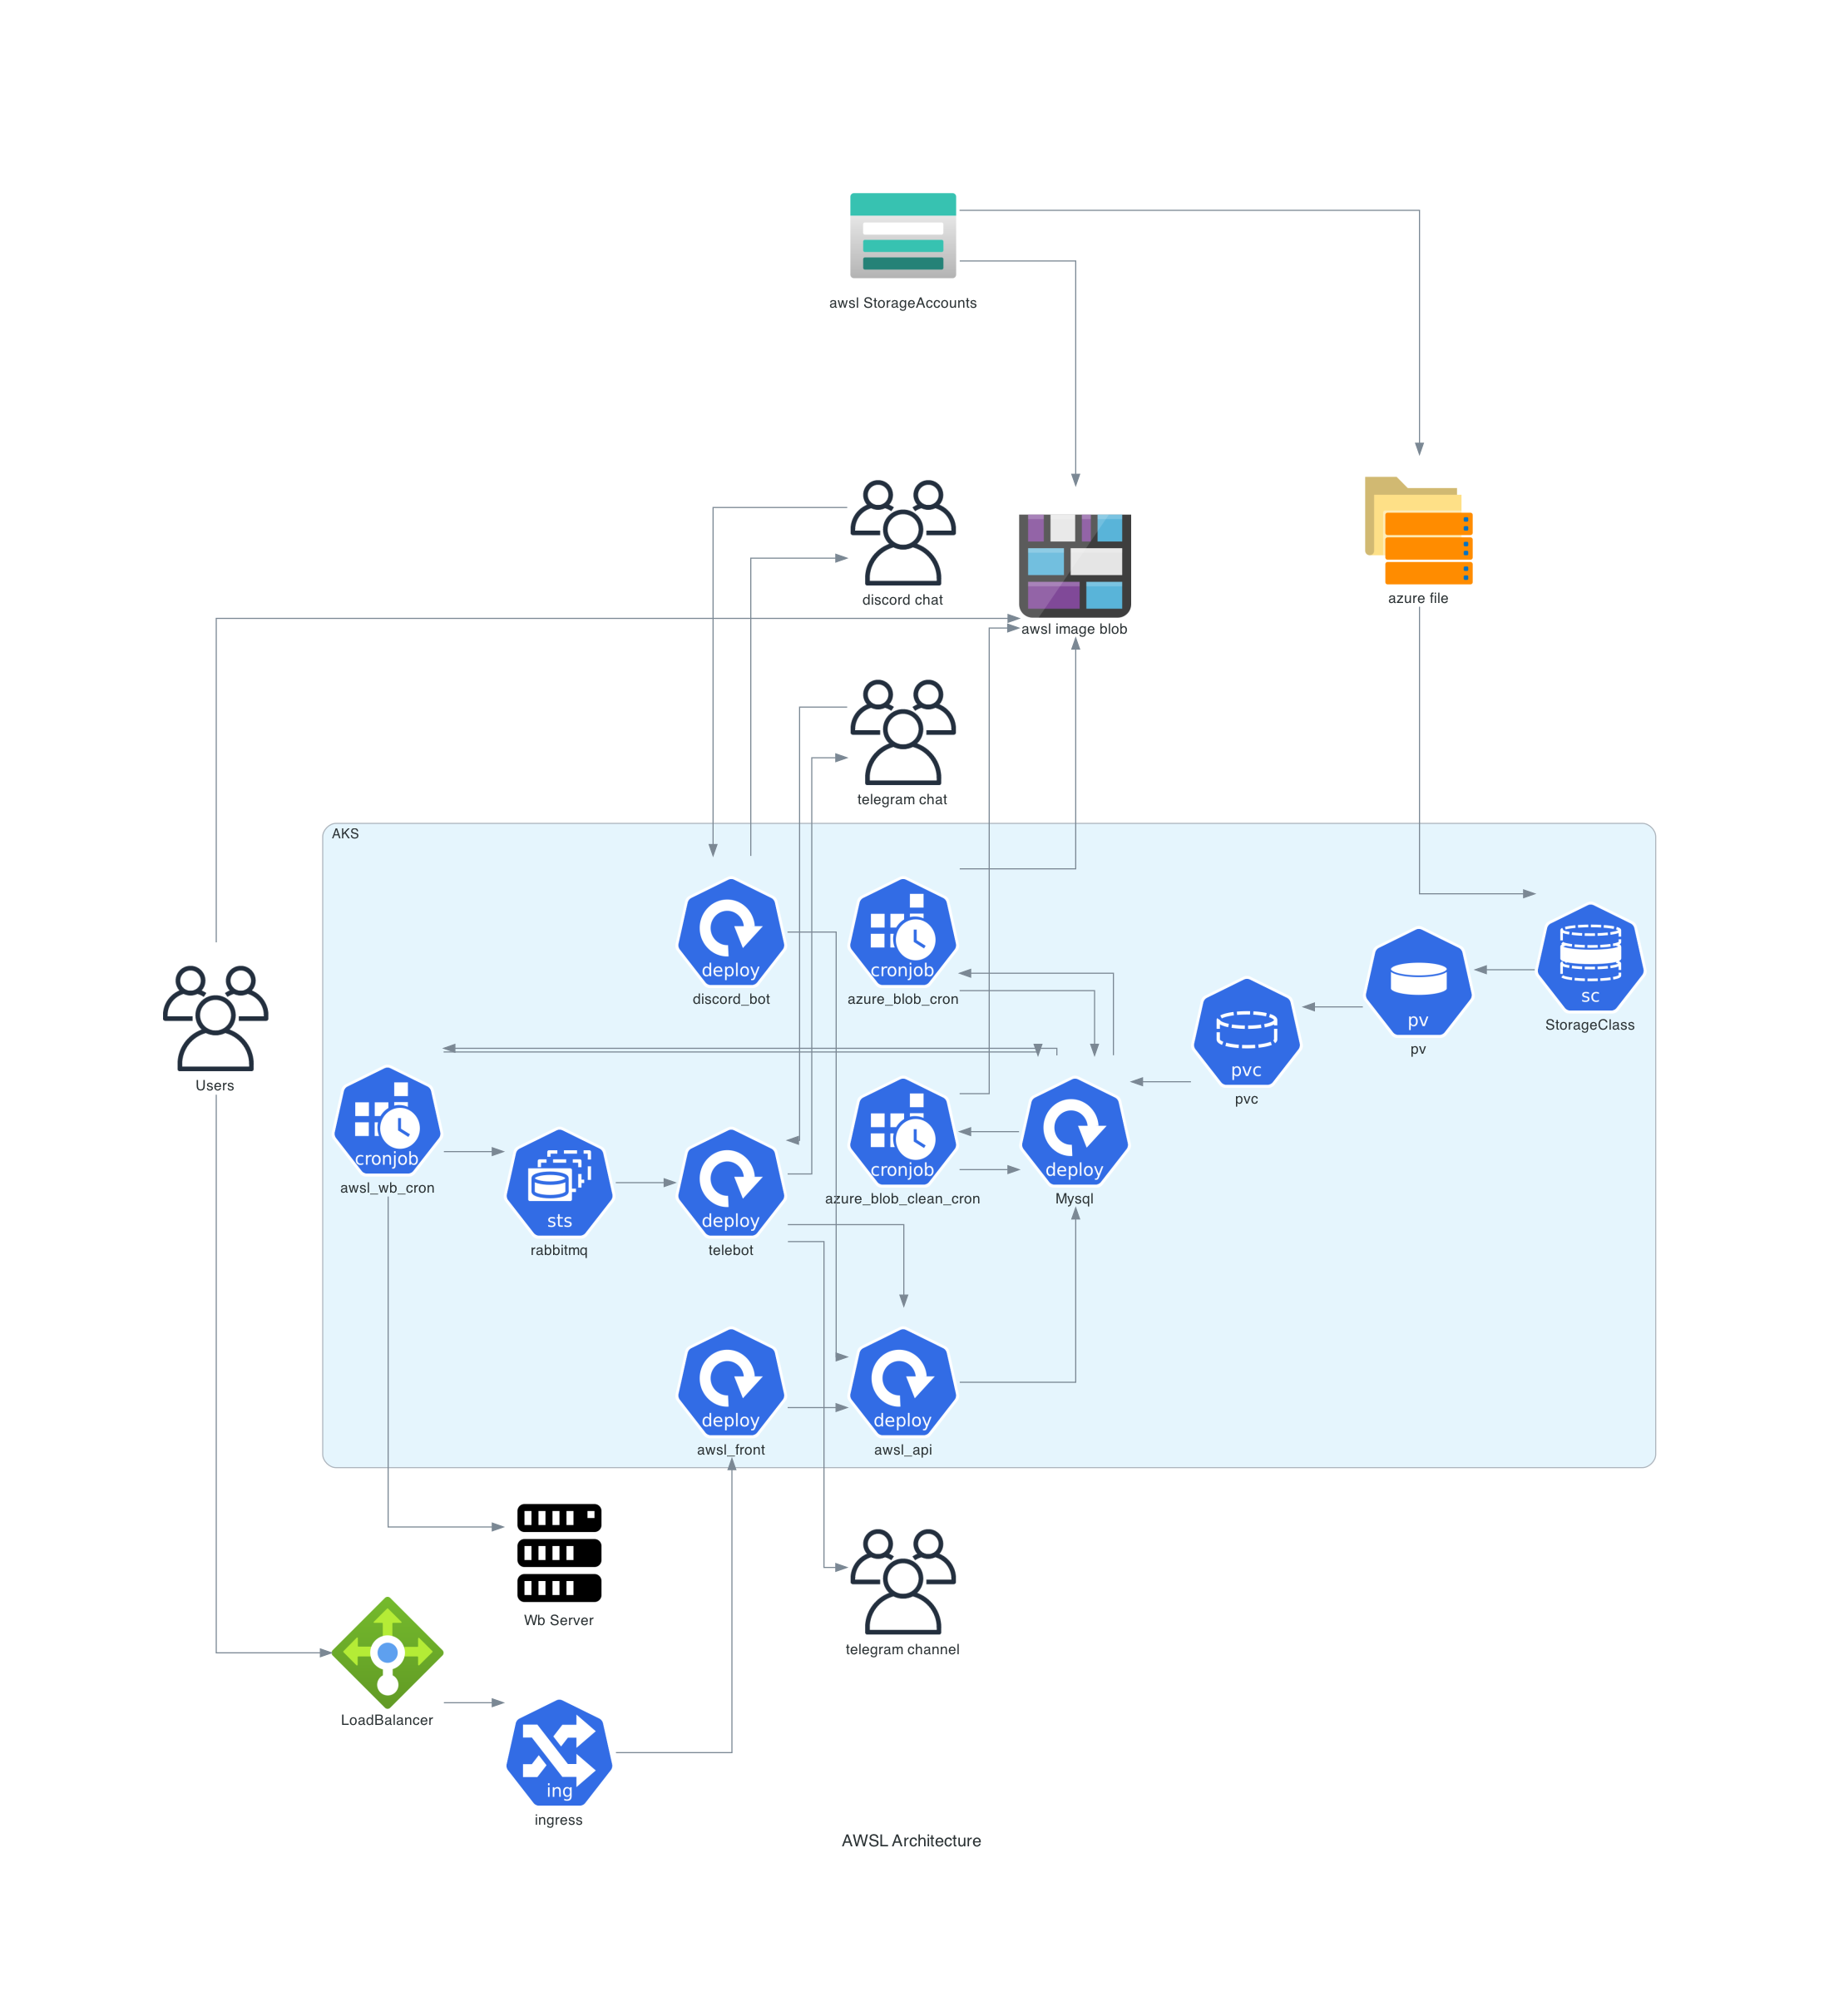 awsl StorageAccounts
discord chat
azure file
awsl image blob
telegram chat
AKS
deploy
discord_bot
cronjob
azure_blob_cron
sc
StorageClass
pv
pv
pvc
pvc
Users
cronjob
awsl_wb_cron
sts
rabbitmq
deploy
telebot
cronjob
azure_blob_clean_cron
deploy
Mysql
deploy
awsl_front
deploy
awsl_api
Wb Server
telegram channel
LoadBalancer
ing
ingress
AWSL Architecture